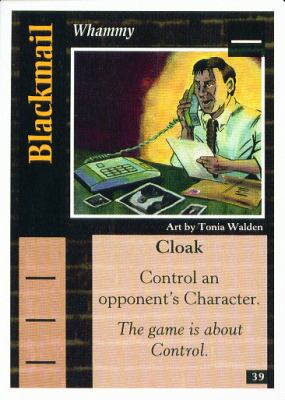 Blackmail
Whammy
Art by Tonia Walden
Cloak
Control an
opponent's Character.
The game is about
Control.
39